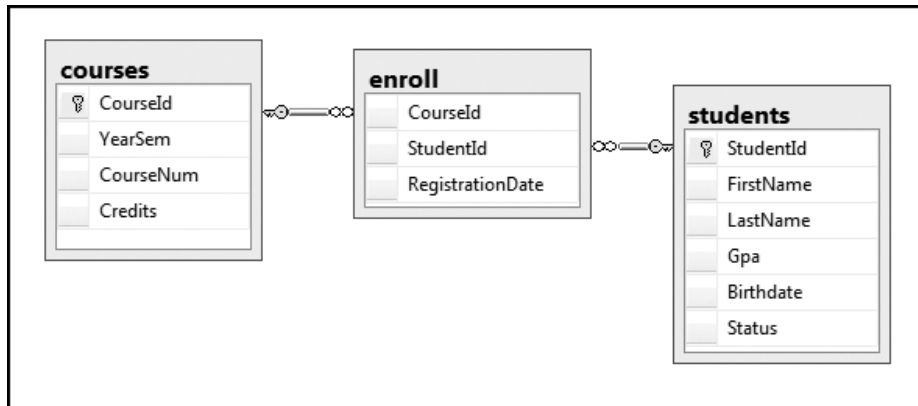 courses
CourseId
YearSem
CourseNum
Credits
enroll
CourseId
StudentId
RegistrationDate
students
StudentId
FirstName
LastName
Gpa
Birthdate
Status